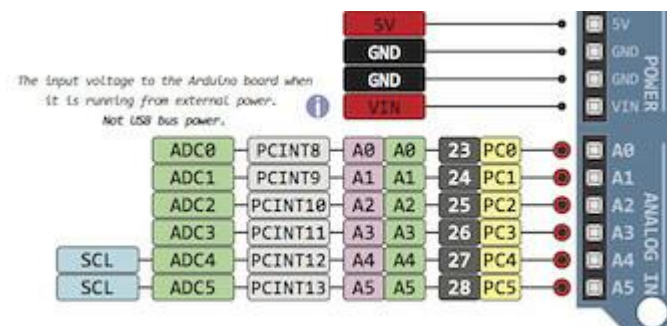 5V 5V
GND GND
The input voltage to the Arduino board when GND GND
it is running from external power. i VIN VIN
Not USB bus power.
POWER
ADC0 PCINT8 A0 A0 23 PC0 A0
ADC1 PCINT9 A1 A1 24 PC1 A1
ADC2 PCINT10 A2 A2 25 PC2 A2
ADC3 PCINT11 A3 A3 26 PC3 A3
SCL ADC4 PCINT12 A4 A4 27 PC4 A4
SCL ADC5 PCINT13 A5 A5 28 PC5 A5
ANALOG IN